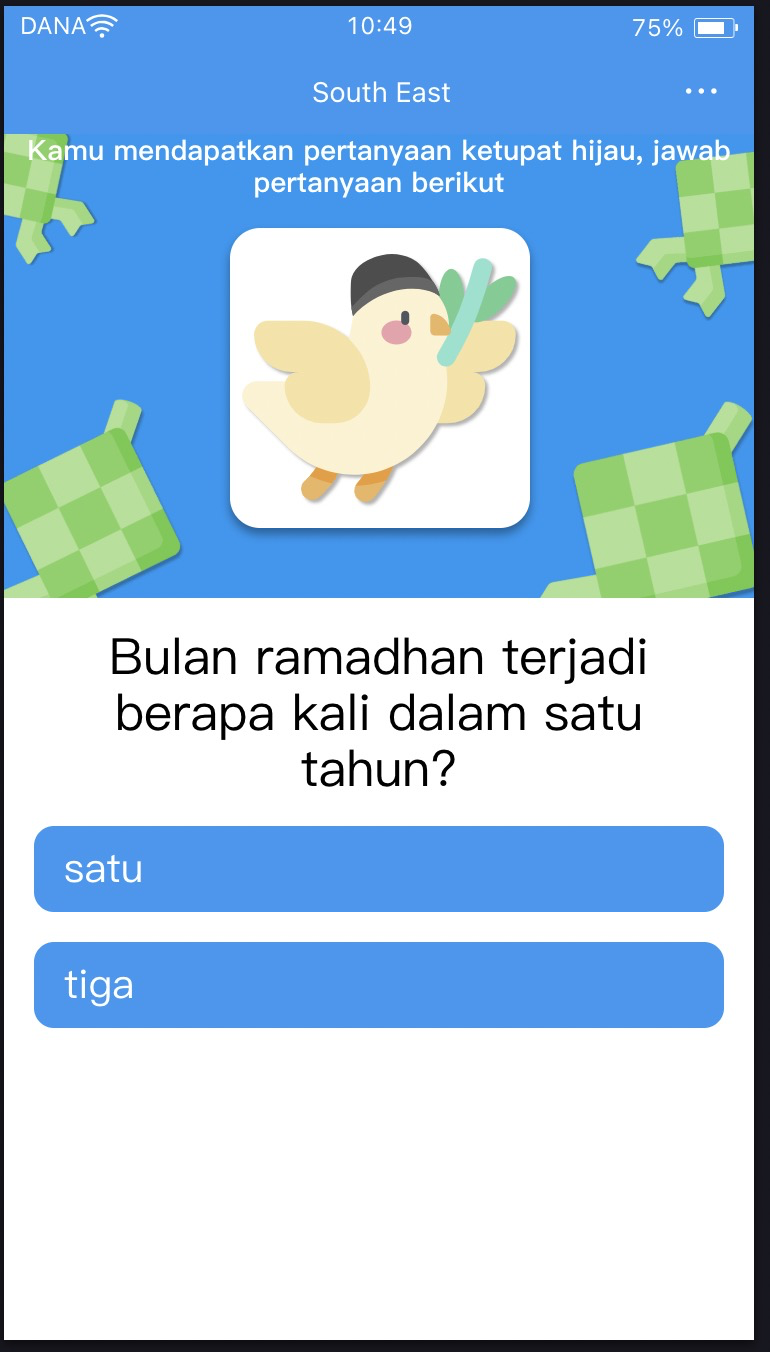 DANA 10:49 75%
South East
Kamu mendapatkan pertanyaan ketupat hijau, jawab
pertanyaan berikut
Bulan ramadhan terjadi
berapa kali dalam satu
tahun?
satu
tiga